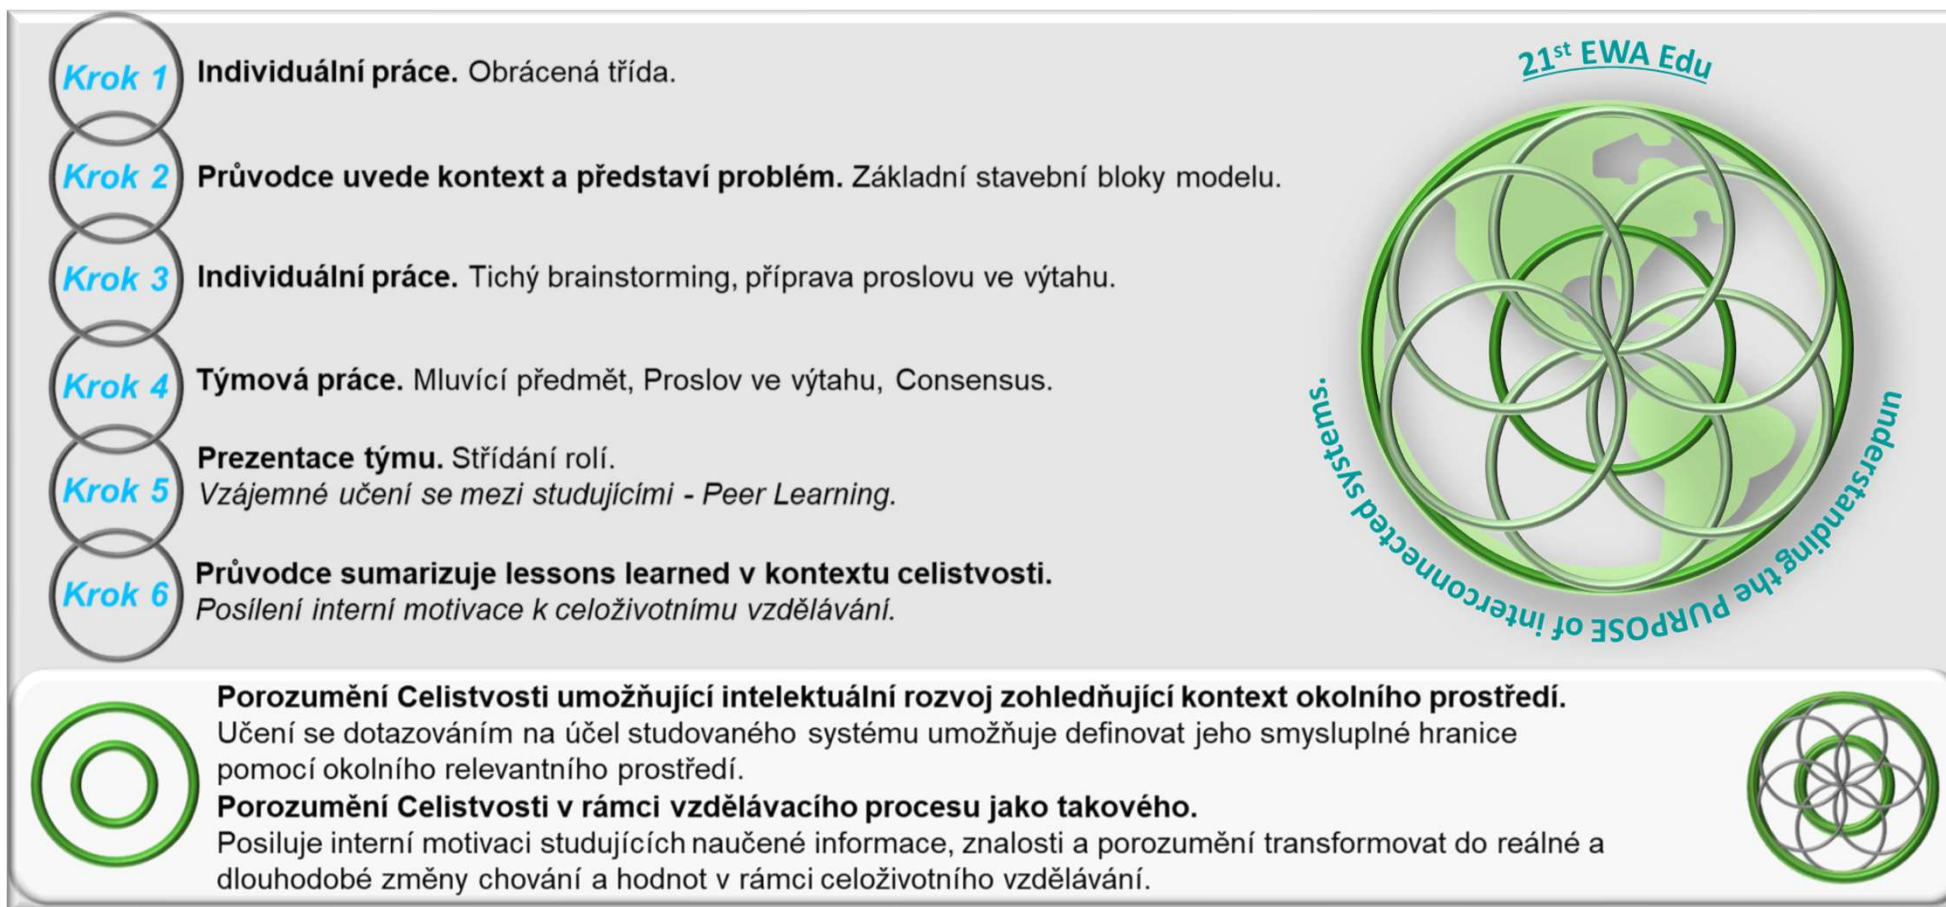 Krok 1
Individuální práce. Obrácená třída.
Krok 2
Průvodce uvede kontext a představí problém. Základní stavební bloky modelu.
Krok 3
Individuální práce. Tichý brainstorming, příprava proslovu ve výtahu.
Krok 4
Týmová práce. Mluvící předmět, Proslov ve výtahu, Consensus.
Krok 5
Prezentace týmu. Střídání rolí.
Vzájemné učení se mezi studujícími - Peer Learning.
Krok 6
Průvodce sumarizuje lessons learned v kontextu celistvosti.
Posílení interní motivace k celoživotnímu vzdělávání.
21st EWA Edu
understanding the PURPOSE of interconnected systems.
Porozumění Celistvosti umožňující intelektuální rozvoj zohledňující kontext okolního prostředí.
Učení se dotazováním na účel studovaného systému umožňuje definovat jeho smysluplné hranice
pomocí okolního relevantního prostředí.
Porozumění Celistvosti v rámci vzdělávacího procesu jako takového.
Posiluje interní motivaci studujících naučené informace, znalosti a porozumění transformovat do reálné a
dlouhodobé změny chování a hodnot v rámci celoživotního vzdělávání.